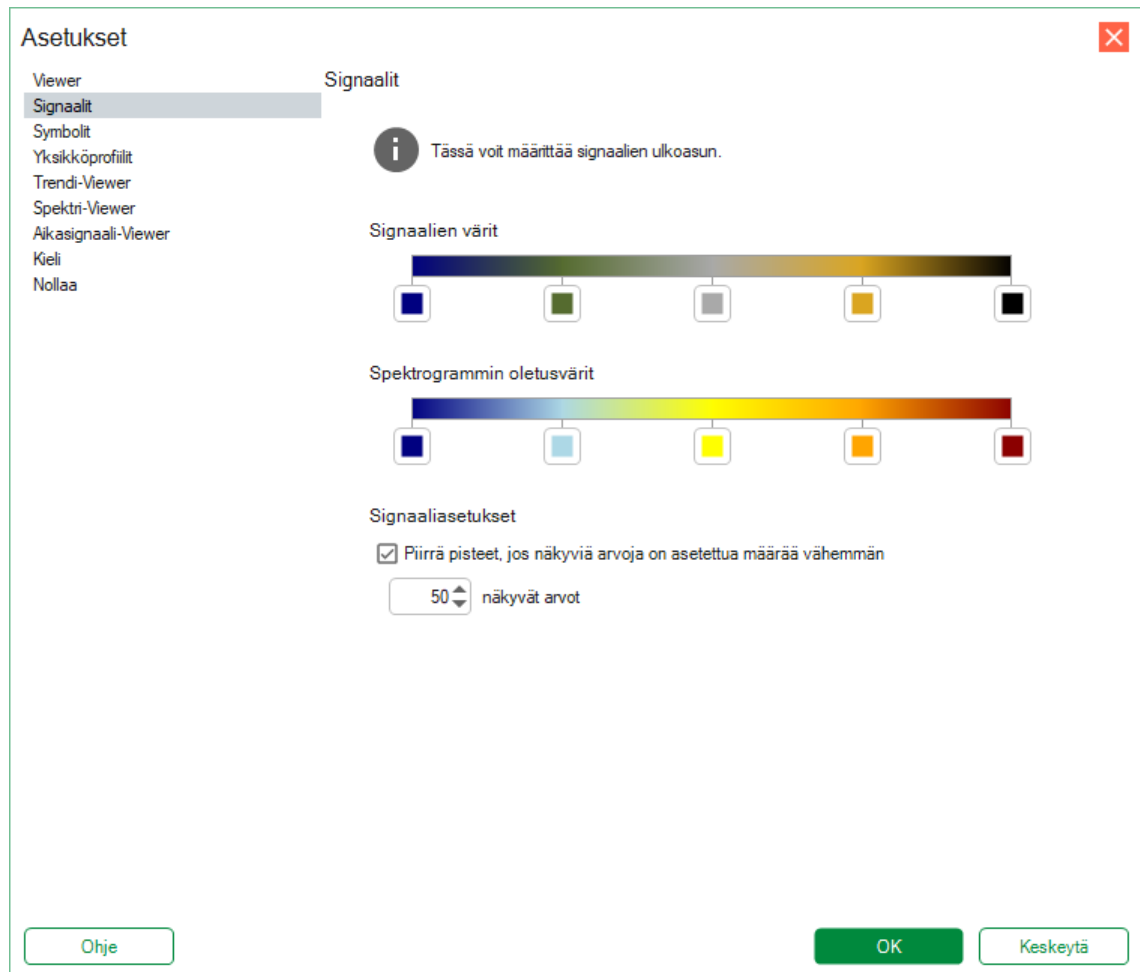 Asetukset
Viewer
Signaalit
Symbolit
Yksikköprofiilit
Trendi-Viewer
Spektri-Viewer
Aikasignaali-Viewer
Kieli
Nollaa
Signaalit
i
Tässä voit määrittää signaalien ulkoasun.
Signaalien värit
Spektrogrammin oletusvärit
Signaaliasetukset
Piirrä pisteet, jos näkyviä arvoja on asetettua määrää vähemmän
50 näkyvät arvot
Ohje
OK
Keskeytä